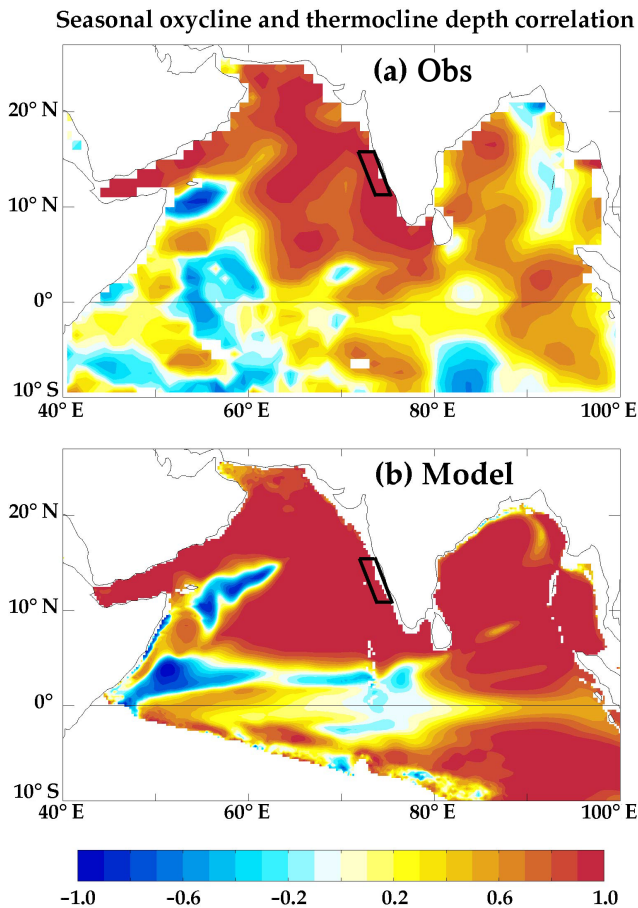 Seasonal oxycline and thermocline depth correlation
(a) Obs
20° N
10° N
0°
10° S
40° E 60° E 80° E 100° E
(b) Model
20° N
10° N
0°
10° S
40° E 60° E 80° E 100° E
−1.0 −0.6 −0.2 0.2 0.6 1.0